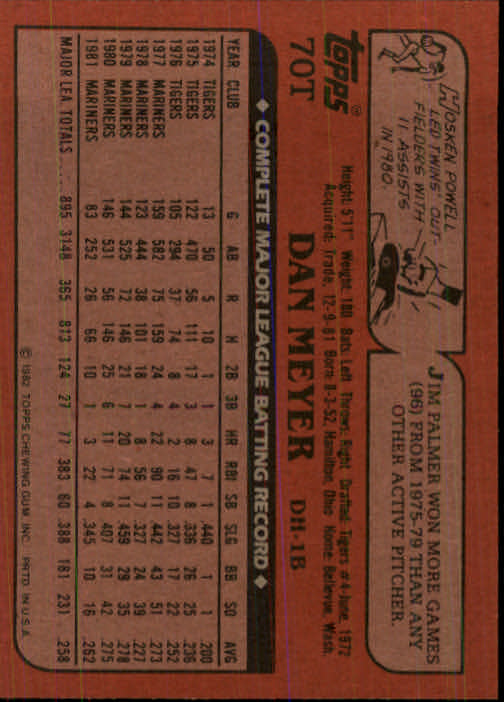 HOSKEN POWELL
LED TWINS' OUT-
FIELDERS WITH
11 ASSISTS
IN 1980.
JIM PALMER WON MORE GAMES
(96) FROM 1975-79 THAN ANY
OTHER ACTIVE PITCHER.
topps®
70T
DAN MEYER DH-1B
Height: 5'11" Weight: 180 Bats: Left Throws: Right Drafted: Tigers #4-June, 1972
Acquired: Trade, 12-9-81 Born: 8-3-52, Hamilton, Ohio Home: Bellevue, Wash.
◆ COMPLETE MAJOR LEAGUE BATTING RECORD ◆
YEAR CLUB G AB R H 2B 3B HR RBI SB SLG BB SO AVG
1974 TIGERS 13 50 5 10 1 1 3 7 1 .440 1 1 .200
1975 TIGERS 122 470 56 111 17 3 8 47 8 .336 26 25 .236
1976 TIGERS 105 294 37 74 8 4 2 16 10 .327 17 22 .252
1977 MARINERS 159 582 75 159 24 4 22 90 11 .442 43 51 .273
1978 MARINERS 123 444 38 101 18 1 8 56 7 .327 24 39 .227
1979 MARINERS 144 525 72 146 21 7 20 74 11 .459 29 35 .278
1980 MARINERS 146 531 56 146 25 6 11 71 8 .407 31 42 .275
1981 MARINERS 83 252 26 66 10 1 3 22 4 .345 10 16 .262
MAJOR LEA TOTALS 895 3148 365 813 124 27 77 383 60 .388 181 231 .258
© 1982 TOPPS CHEWING GUM INC. PRTD. IN U.S.A.